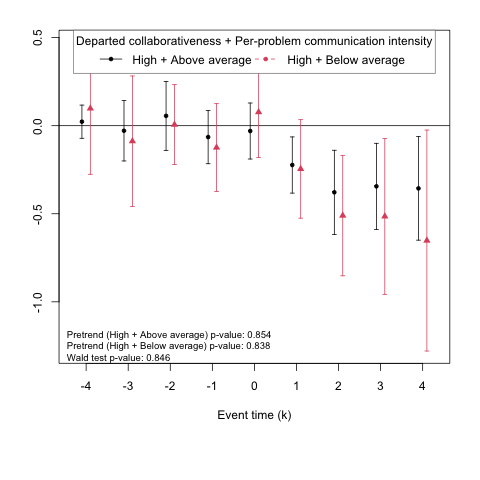 Departed collaborativeness + Per-problem communication intensity
High + Above average High + Below average
0.5
0.0
-0.5
-1.0
Pretrend (High + Above average) p-value: 0.854
Pretrend (High + Below average) p-value: 0.838
Wald test p-value: 0.846
-4 -3 -2 -1 0 1 2 3 4
Event time (k)